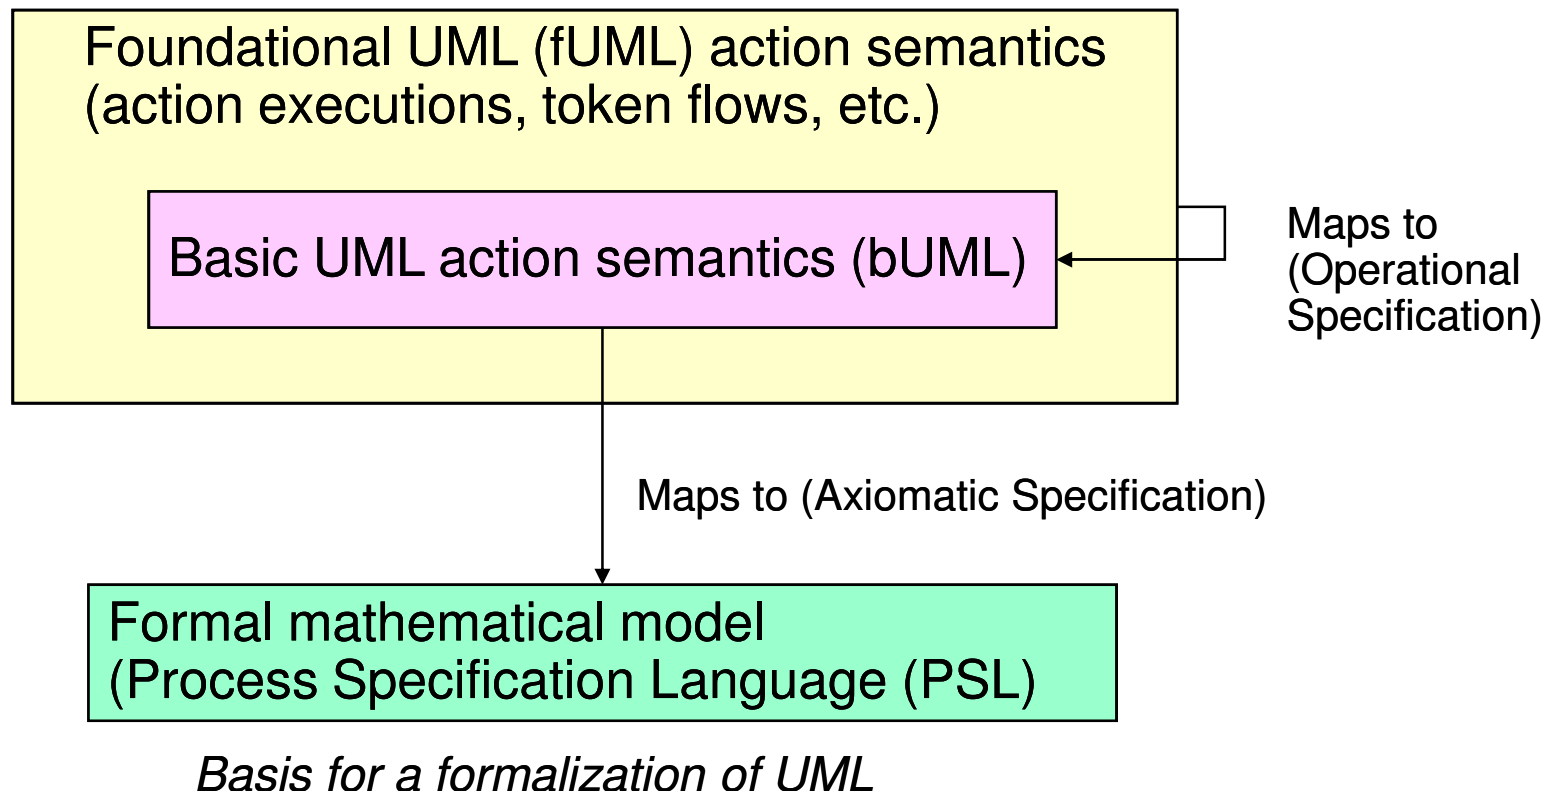 Foundational UML (fUML) action semantics
(action executions, token flows, etc.)
Basic UML action semantics (bUML)
Maps to
(Operational
Specification)
Maps to (Axiomatic Specification)
Formal mathematical model
(Process Specification Language (PSL)
Basis for a formalization of UML